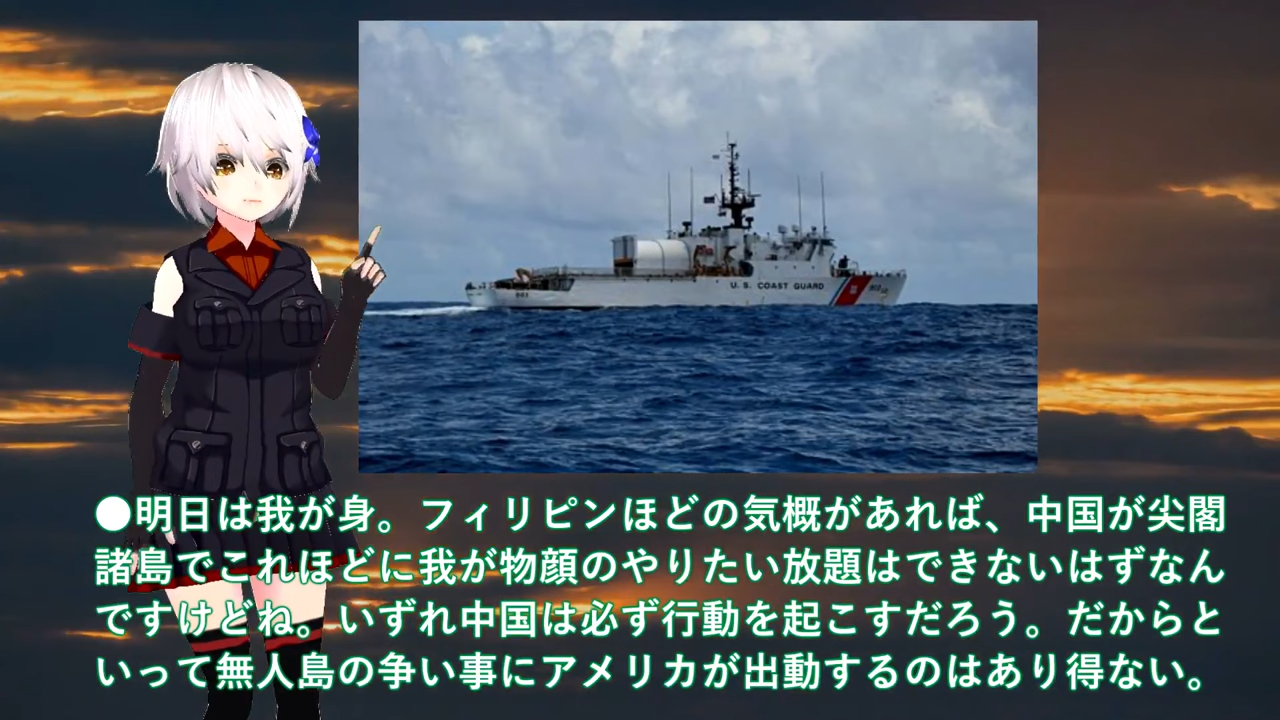 U. S. COAST GUARD
●明日は我が身。フィリピンほどの気概があれば、中国が尖閣
諸島でこれほどに我が物顔のやりたい放題はできないはずなん
ですけどね。いずれ中国は必ず行動を起こすだろう。だからと
いって無人島の争い事にアメリカが出動するのはあり得ない。